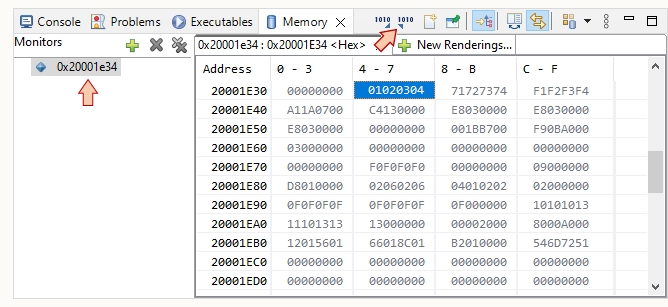 Console Problems Executables Memory
1010 1010
Monitors
0x20001e34
0x20001e34 : 0x20001E34 <Hex> New Renderings...
Address 0 - 3 4 - 7 8 - B C - F
20001E30 00000000 01020304 71727374 F1F2F3F4
20001E40 A11A0700 C4130000 E8030000 E8030000
20001E50 E8030000 00000000 001BB700 F90BA000
20001E60 03000000 00000000 00000000 00000000
20001E70 00000000 F0F0F0F0 00000000 09000000
20001E80 D8010000 02060206 04010202 02000000
20001E90 0F0F0F0F 0F0F0F0F 0F000000 10101013
20001EA0 11101313 13000000 00002000 8000A000
20001EB0 12015601 66018C01 B2010000 546D7251
20001EC0 00000000 00000000 00000000 00000000
20001ED0 00000000 00000000 00000000 00000000